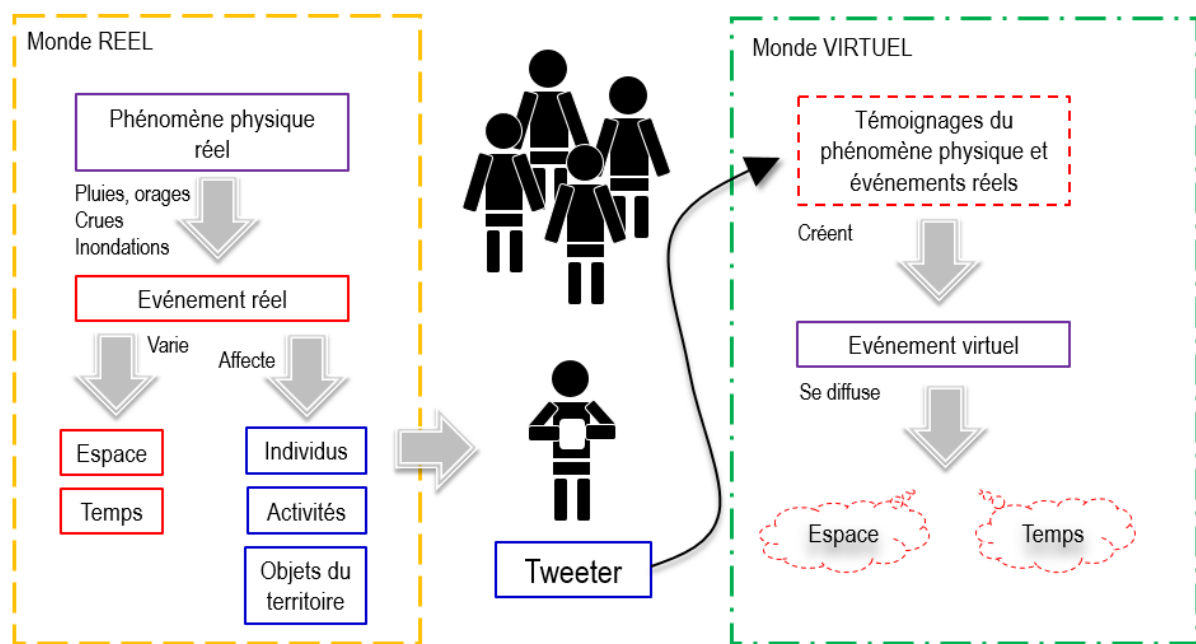 Monde REEL
Phénomène physique
réel
Pluies, orages
Crues
Inondations
Evénement réel
Varie
Affecte
Espace
Temps
Individus
Activités
Objets du
territoire
Tweeter
Monde VIRTUEL
Témoignages du
phénomène physique et
événements réels
Créent
Evénement virtuel
Se diffuse
Espace
Temps